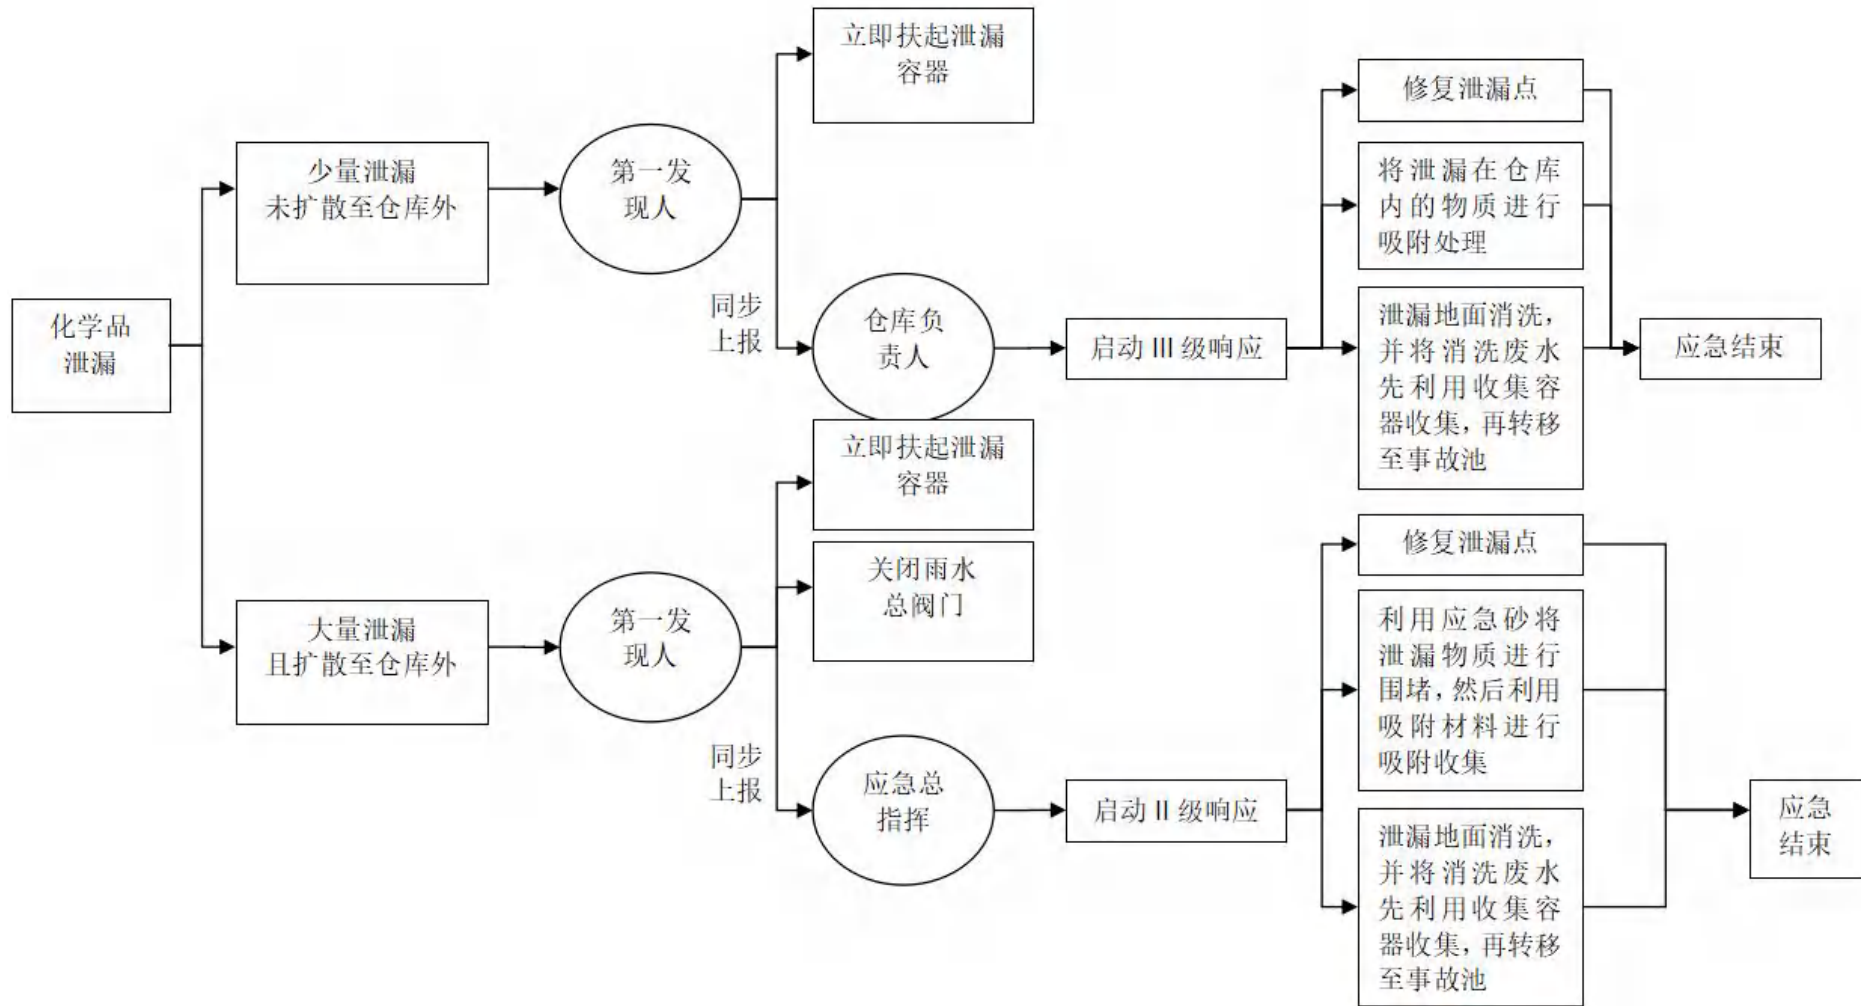 化学品
泄漏
少量泄漏
未扩散至仓库外
第一发
现人
立即扶起泄漏
容器
同步
上报
仓库负
责人
启动 III 级响应
修复泄漏点
将泄漏在仓库
内的物质进行
吸附处理
泄漏地面消洗，
并将消洗废水
先利用收集容
器收集，再转移
至事故池
应急结束
大量泄漏
且扩散至仓库外
第一发
现人
立即扶起泄漏
容器
关闭雨水
总阀门
同步
上报
应急总
指挥
启动 II 级响应
修复泄漏点
利用应急砂将
泄漏物质进行
围堵，然后利用
吸附材料进行
吸附收集
泄漏地面消洗，
并将消洗废水
先利用收集容
器收集，再转移
至事故池
应急
结束